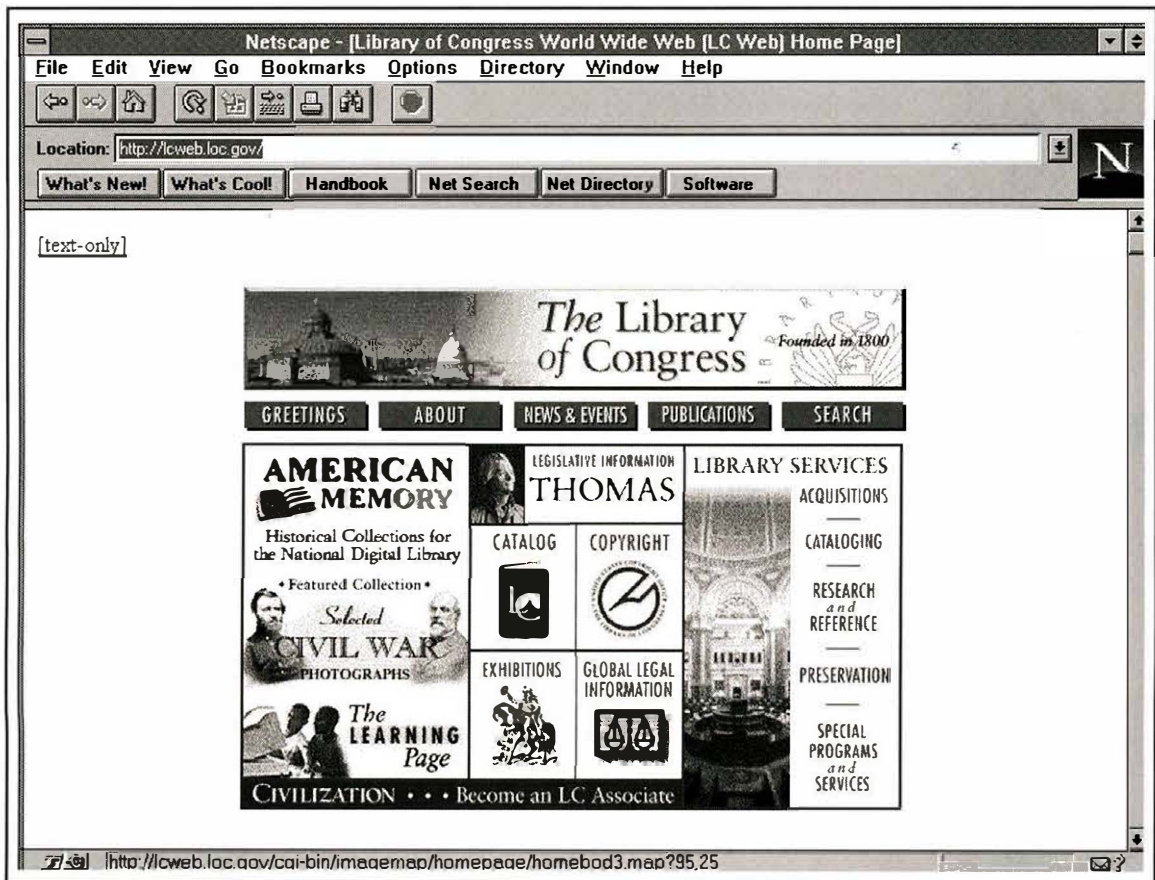 Netscape - [Library of Congress World Wide Web (LC Web) Home Page]
File Edit View Go Bookmarks Options Directory Window Help
Location: http://lcweb.loc.gov/
N
What's New! What's Cool! Handbook Net Search Net Directory Software
[text-only]
The Library
of Congress
Founded in 1800
GREETINGS ABOUT NEWS & EVENTS PUBLICATIONS SEARCH
AMERICAN
MEMORY
Historical Collections for
the National Digital Library
• Featured Collection •
Selected
CIVIL WAR
PHOTOGRAPHS
The
LEARNING
Page
LEGISLATIVE INFORMATION
THOMAS
CATALOG
LC
COPYRIGHT
EXHIBITIONS
GLOBAL LEGAL
INFORMATION
CIVILIZATION • • • Become an LC Associate
LIBRARY SERVICES
ACQUISITIONS
CATALOGING
RESEARCH
and
REFERENCE
PRESERVATION
SPECIAL
PROGRAMS
and
SERVICES
http://lcweb.loc.gov/cgi-bin/imagemap/homepage/homebod3.map?95,25